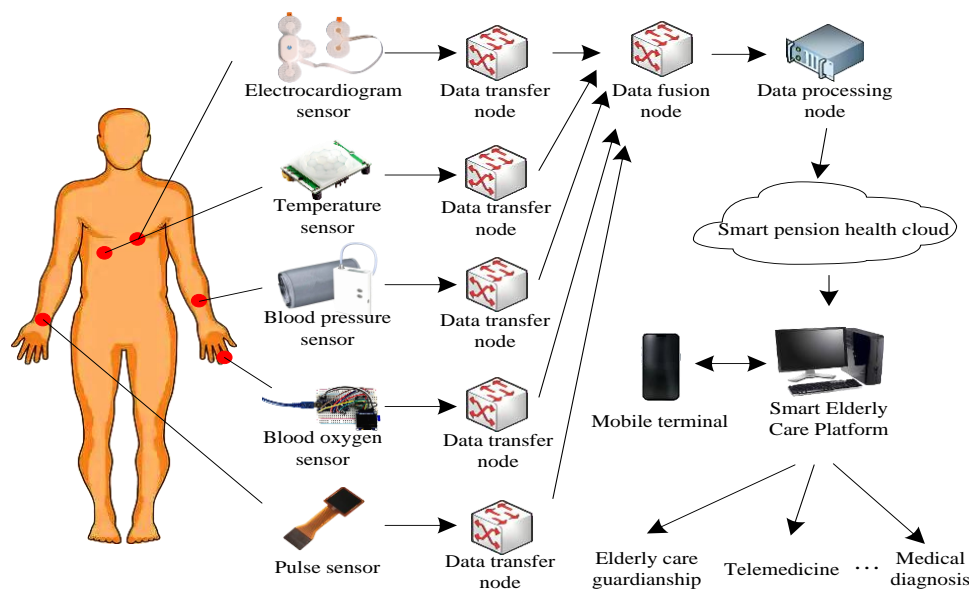 Electrocardiogram
sensor
Data transfer
node
Data fusion
node
Data processing
node
Temperature
sensor
Data transfer
node
Smart pension health cloud
Blood pressure
sensor
Data transfer
node
Mobile terminal
Smart Elderly
Care Platform
Blood oxygen
sensor
Data transfer
node
Pulse sensor
Data transfer
node
Elderly care
guardianship
Telemedicine
...
Medical
diagnosis